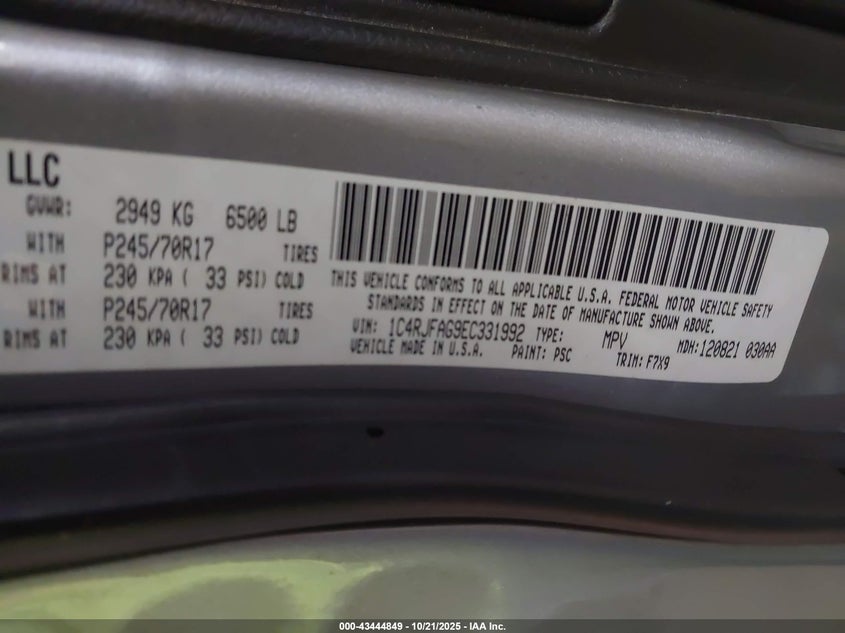 LLC
GVWR: 2949 KG 6500 LB
WITH P245/70R17 TIRES
RIMS AT 230 KPA ( 33 PSI) COLD
WITH P245/70R17 TIRES
RIMS AT 230 KPA ( 33 PSI) COLD
THIS VEHICLE CONFORMS TO ALL APPLICABLE U.S.A. FEDERAL MOTOR VEHICLE SAFETY
STANDARDS IN EFFECT ON THE DATE OF MANUFACTURE SHOWN ABOVE.
VIN: 1C4RJFAG9EC331992 TYPE: MPV MDH:120821 030AA
VEHICLE MADE IN U.S.A. PAINT: PSC TRIM: F7X9
000-43444849 - 10/21/2025 - IAA Inc.